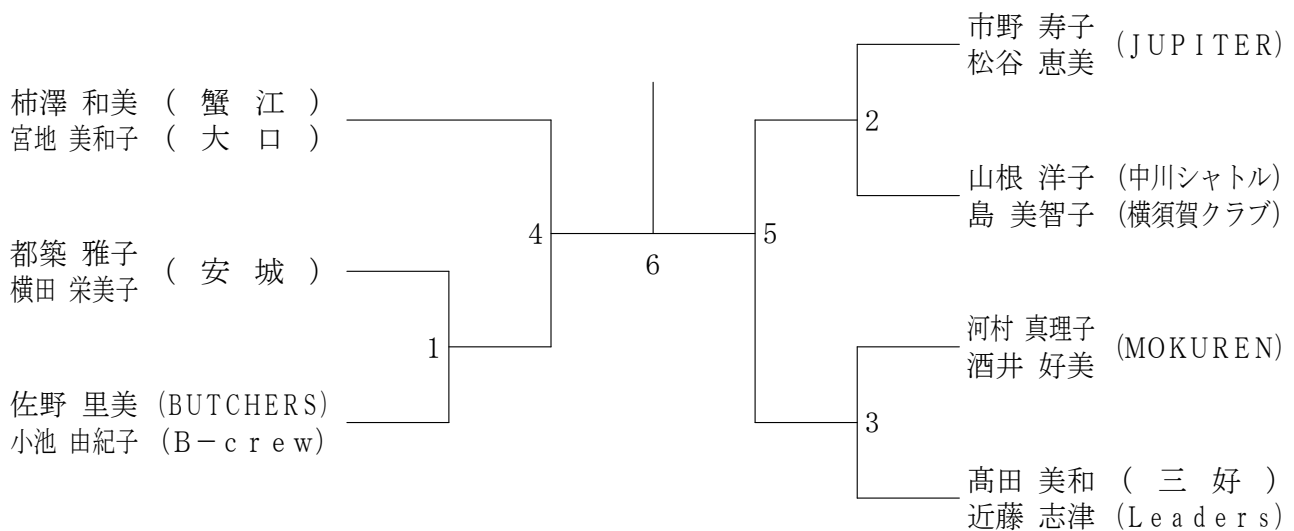 柿澤 和美 ( 蟹 江 )
宮地 美和子 ( 大 口 )
都築 雅子
横田 栄美子
( 安 城 )
佐野 里美 (BUTCHERS)
小池 由紀子 (B－crew)
1
4
6
5
2
3
市野 寿子
松谷 恵美
(JUPITER)
山根 洋子 (中川シャトル)
島 美智子 (横須賀クラブ)
河村 真理子
酒井 好美
(MOKUREN)
髙田 美和 ( 三 好 )
近藤 志津 (Leaders)